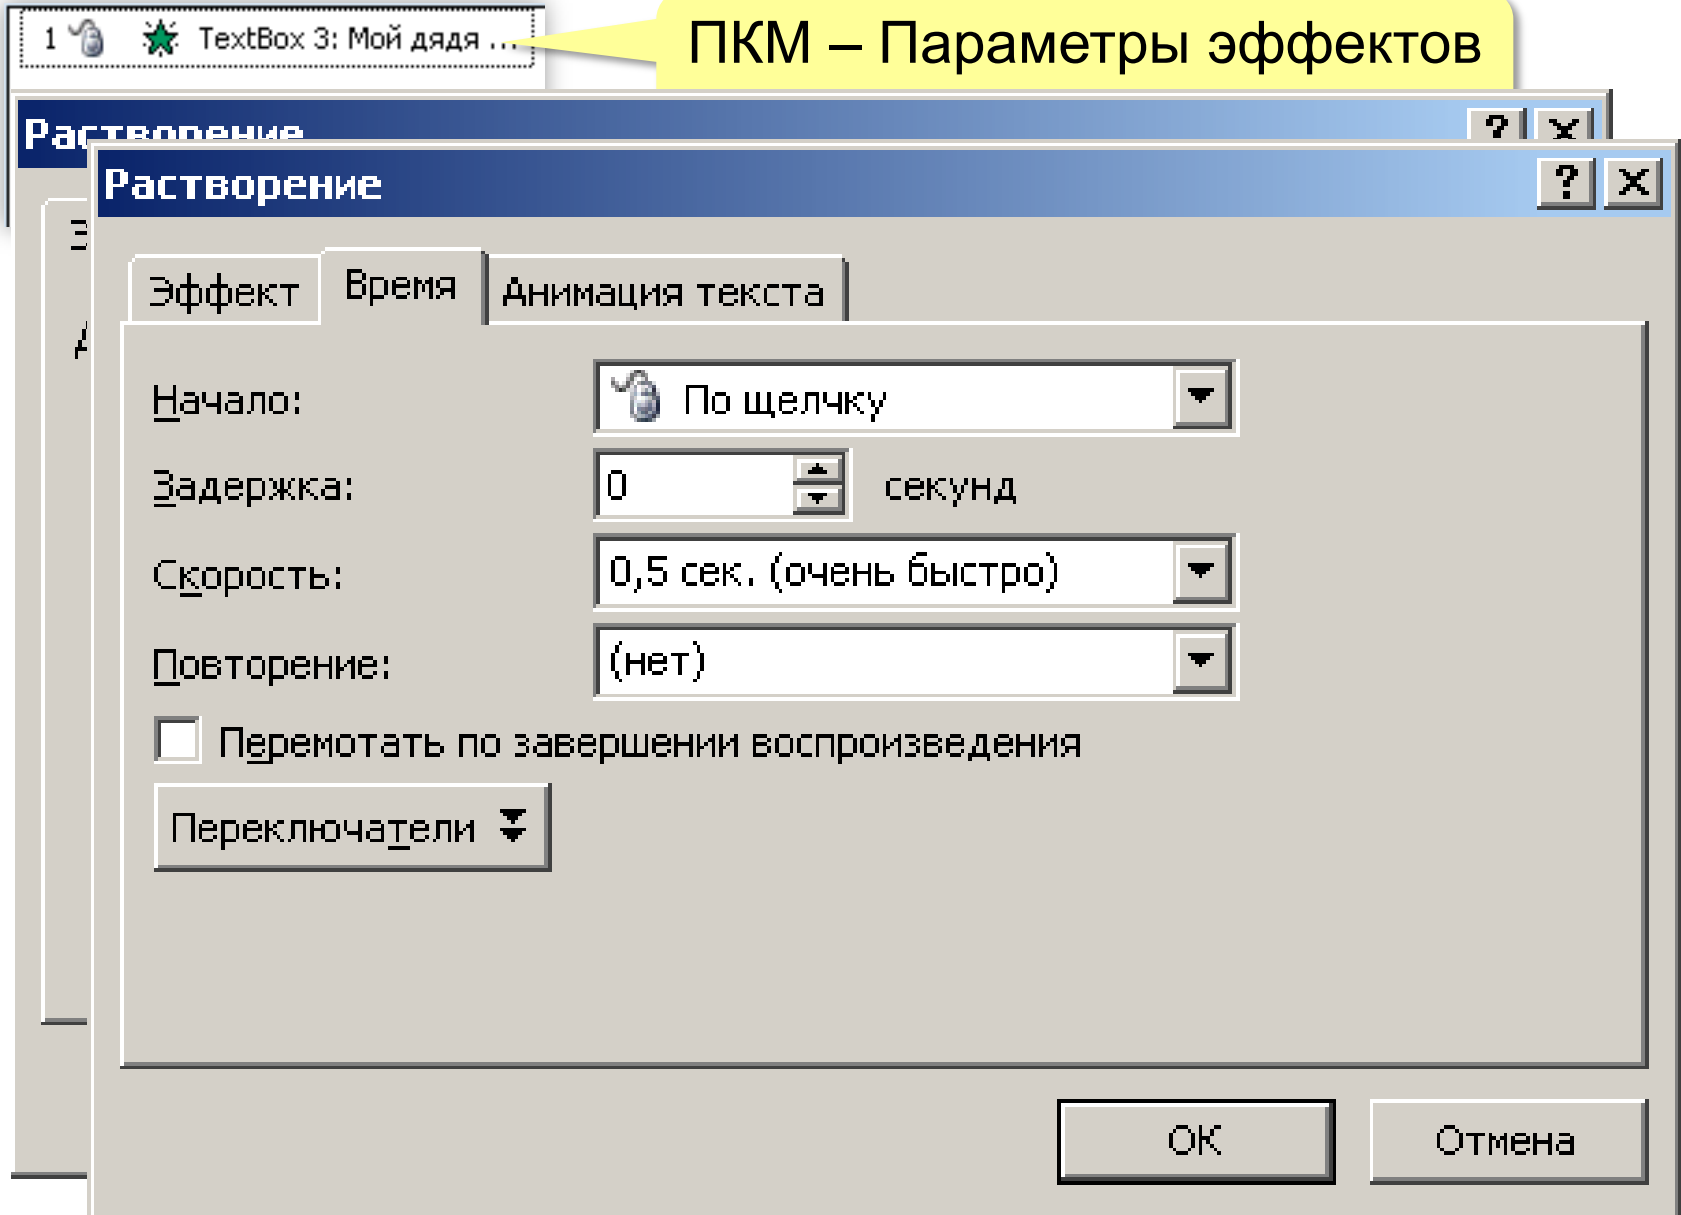 1 TextBox 3: Мой дядя ...
ПКМ – Параметры эффектов
Растворение
Растворение
Эффект Время Анимация текста
Начало: По щелчку
Задержка: 0 секунд
Скорость: 0,5 сек. (очень быстро)
Повторение: (нет)
Перемотать по завершении воспроизведения
Переключатели
ОК Отмена